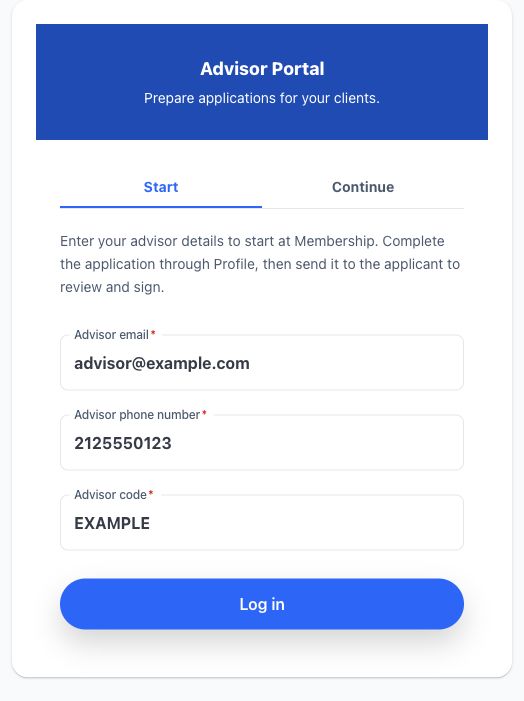 Advisor Portal
Prepare applications for your clients.
Start
Continue
Enter your advisor details to start at Membership. Complete
the application through Profile, then send it to the applicant to
review and sign.
Advisor email*
advisor@example.com
Advisor phone number*
2125550123
Advisor code*
EXAMPLE
Log in